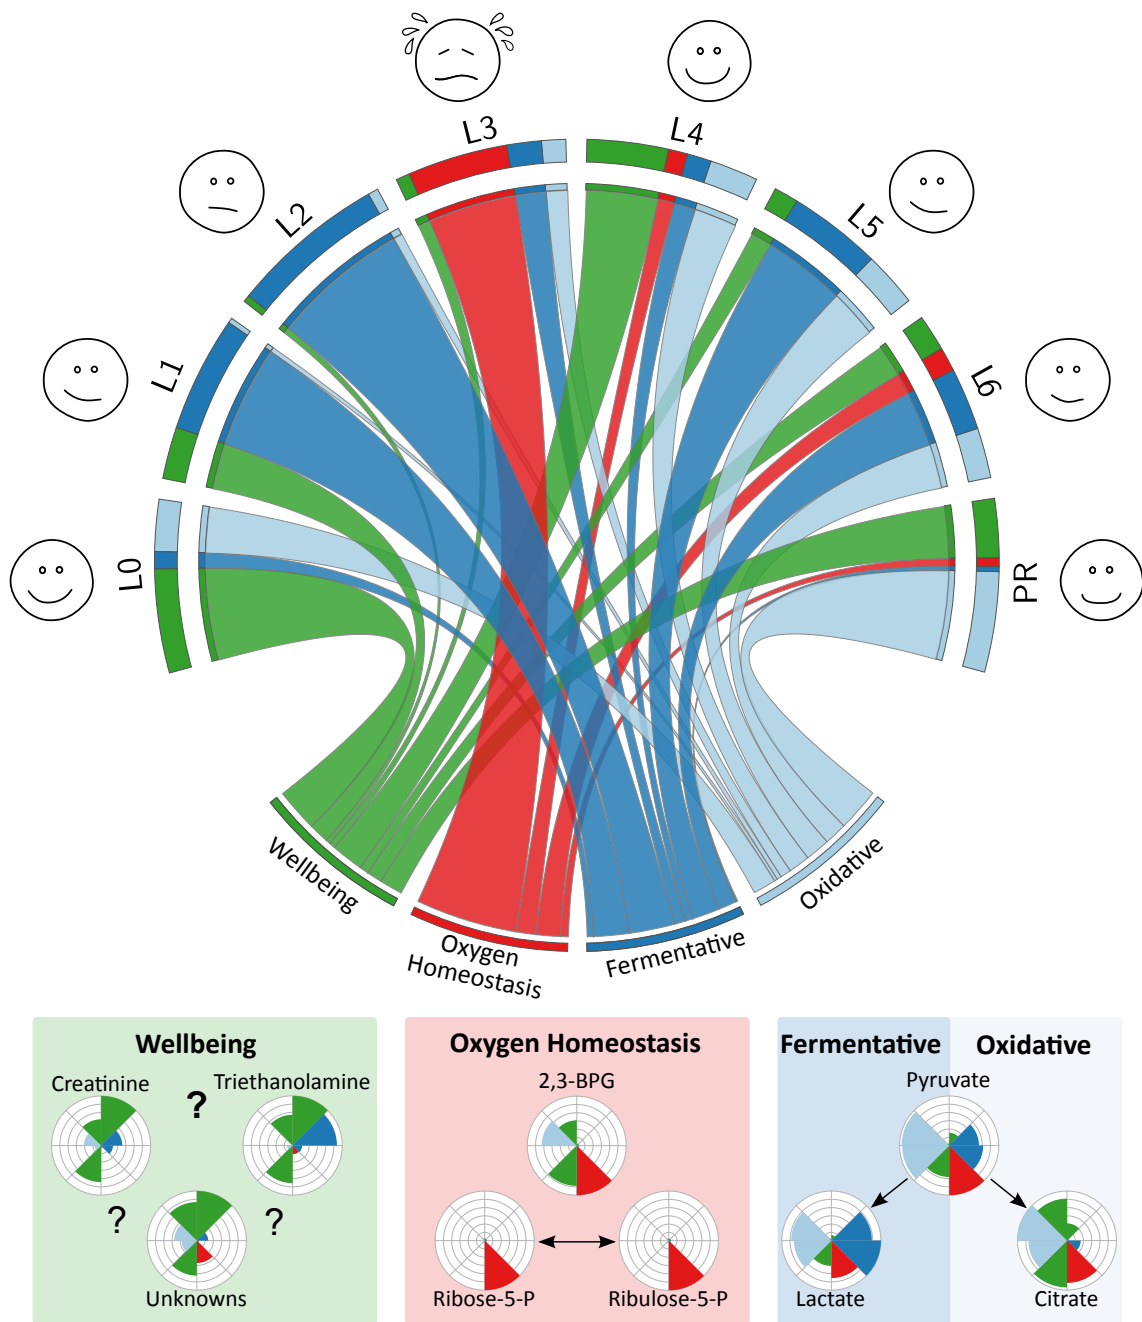 L3
L4
L2
L5
L1
L6
L0
PR
Wellbeing
Oxygen
Homeostasis
Fermentative
Oxidative
Wellbeing
Creatinine
Triethanolamine
?
?
?
Unknowns
Oxygen Homeostasis
2,3-BPG
Ribose-5-P
Ribulose-5-P
Fermentative
Oxidative
Pyruvate
Lactate
Citrate